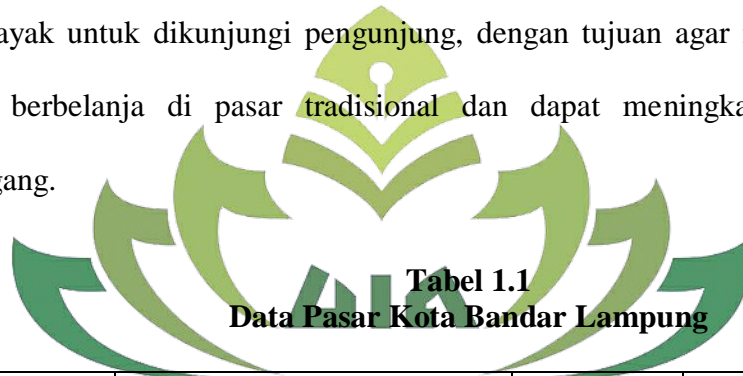 ayak untuk dikunjungi pengunjung, dengan tujuan agar
berbelanja di pasar tradisional dan dapat meningka
gang.
Tabel 1.1
Data Pasar Kota Bandar Lampung